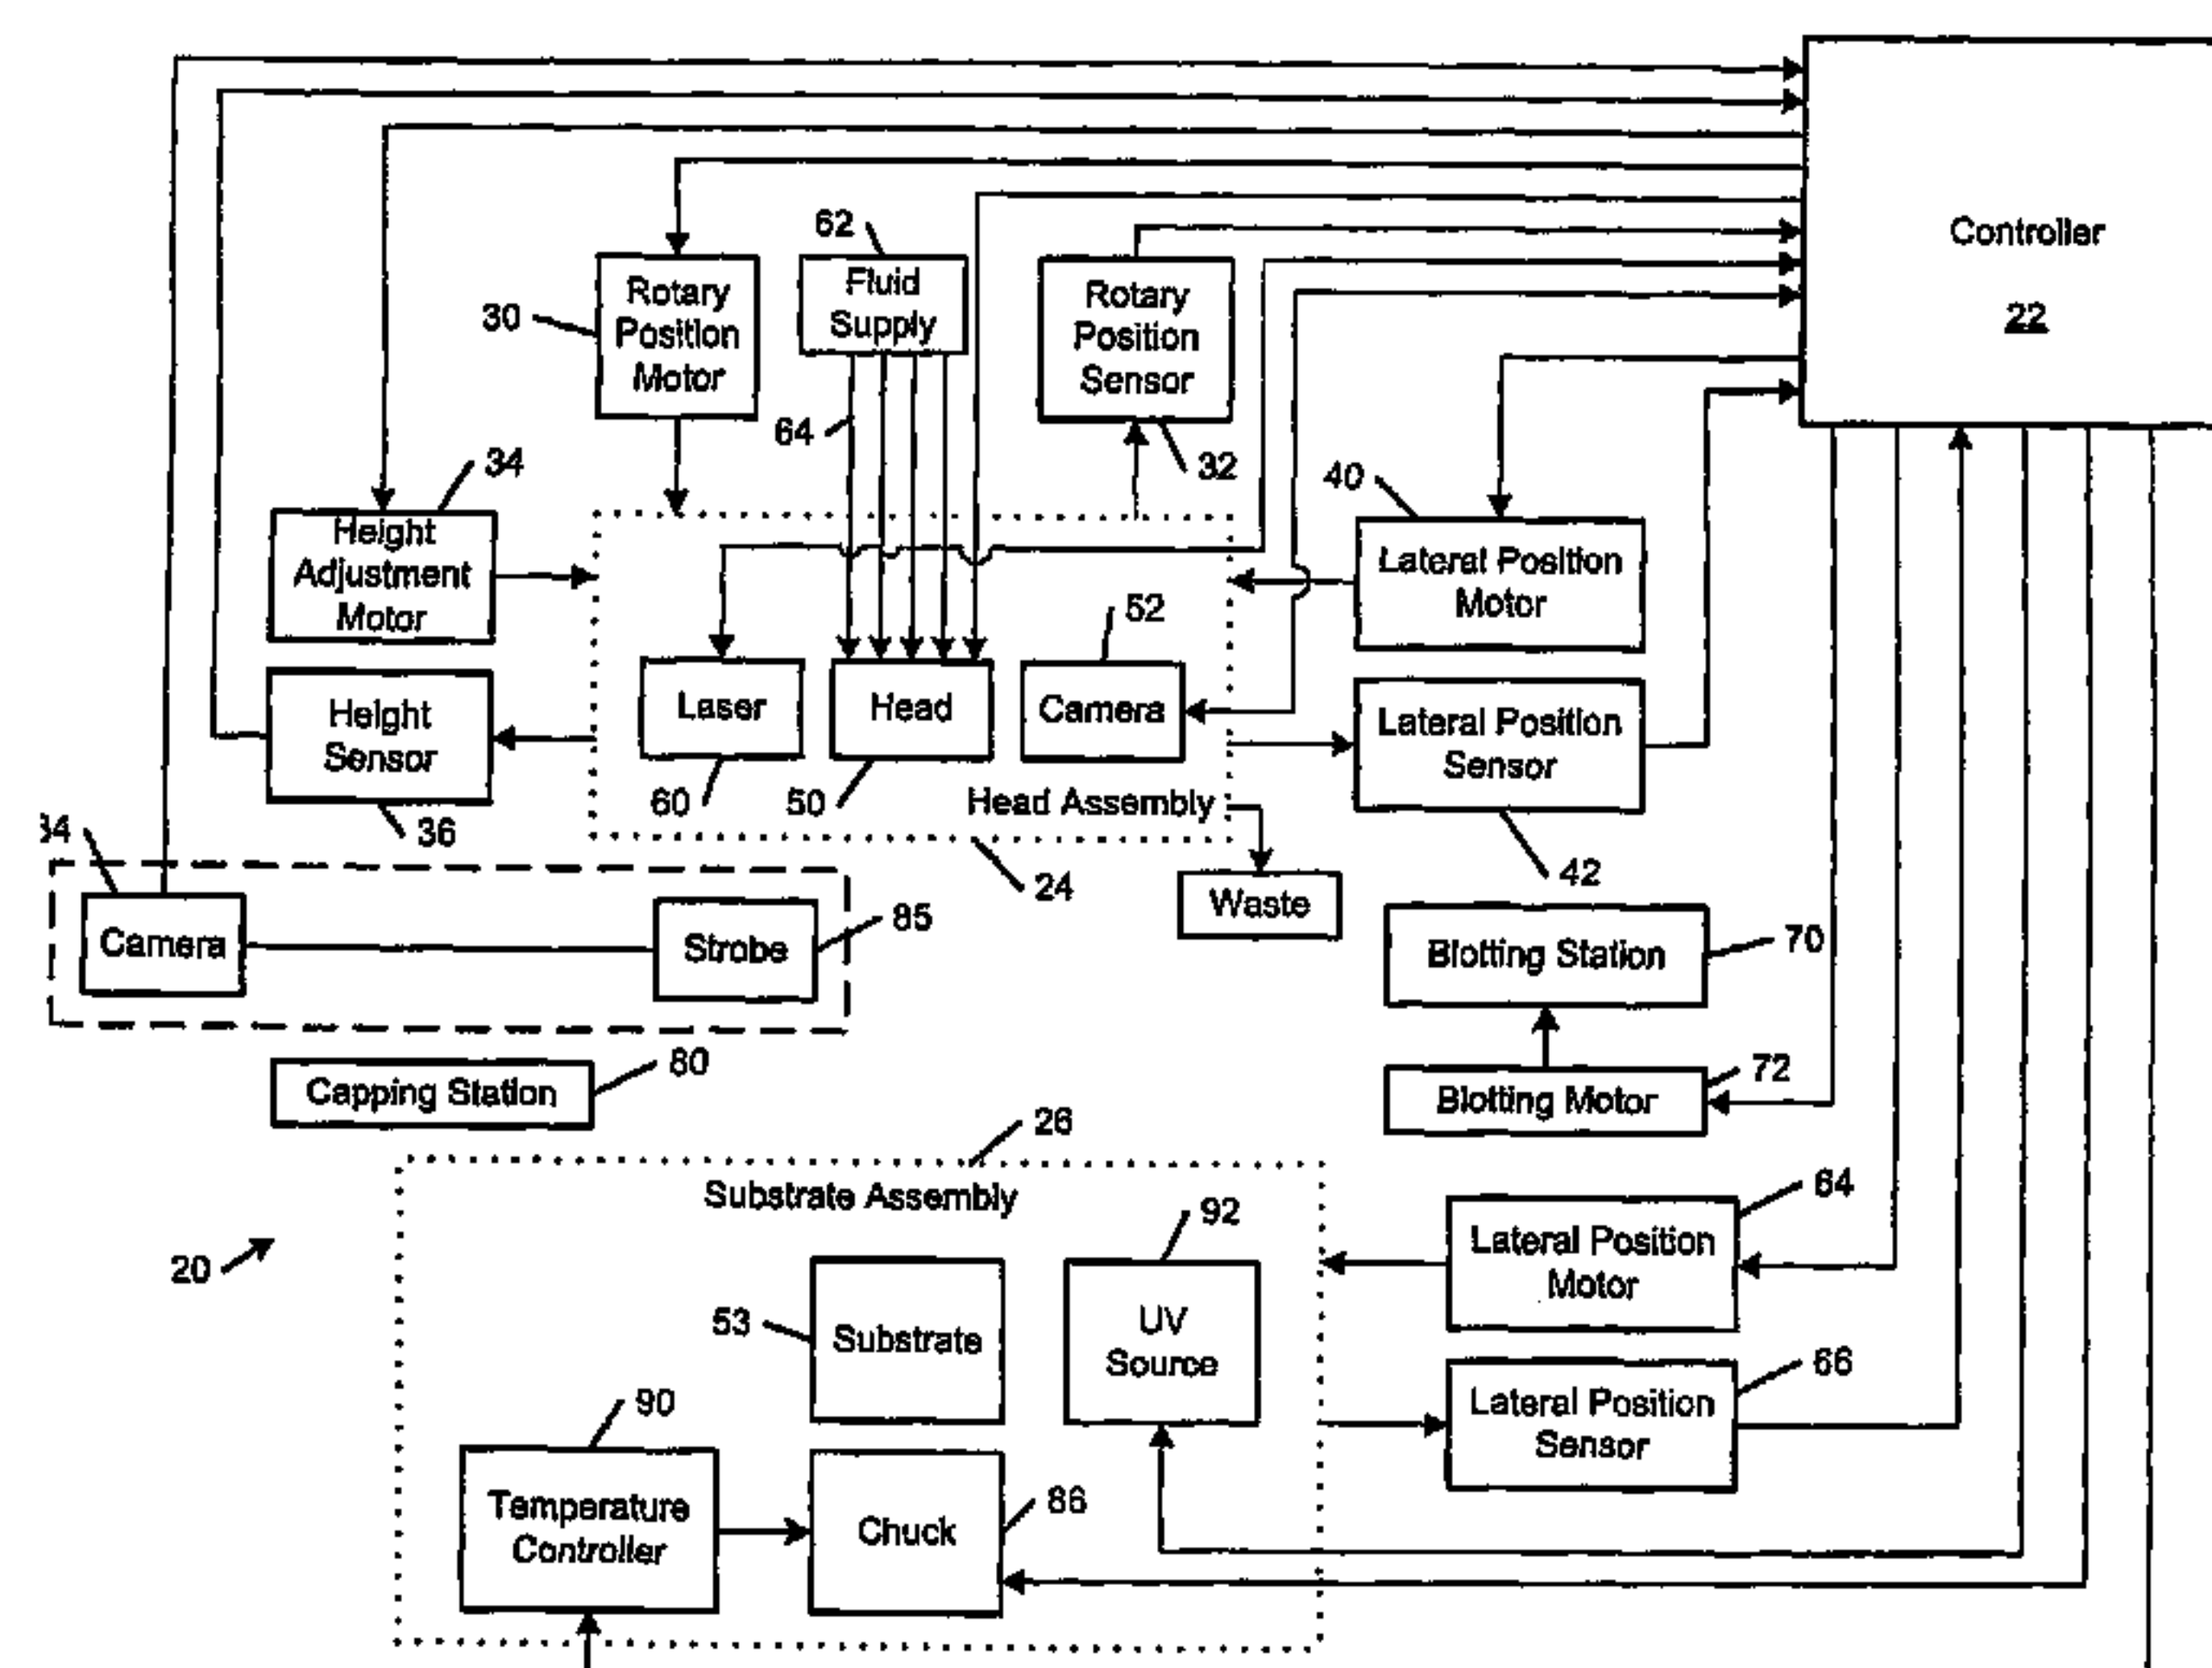 Controller
22
62
Fluid
Supply
30
Rotary
Position
Motor
Rotary
Position
Sensor
64
32
34
40
Height
Adjustment
Motor
Lateral Position
Motor
52
Height
Sensor
Laser
Head
Camera
Lateral Position
Sensor
60
50
Head Assembly
36
42
24
Waste
Camera
Strobe
85
Blotting Station
70
80
Capping Station
72
Blotting Motor
26
Substrate Assembly
64
92
Lateral Position
Motor
20
53
Substrate
UV
Source
66
Lateral Position
Sensor
90
86
Temperature
Controller
Chuck